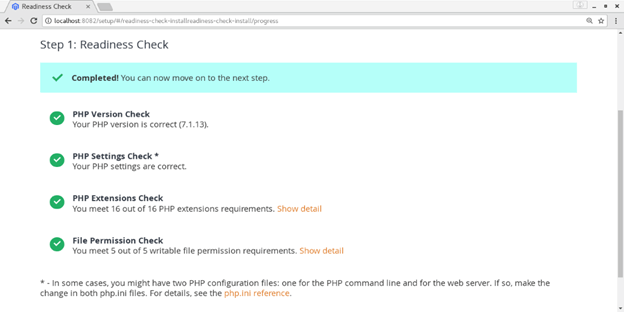 Readiness Check
localhost:8082/setup/#/readiness-check-installreadiness-check-install/progress
Step 1: Readiness Check
Completed! You can now move on to the next step.
PHP Version Check
Your PHP version is correct (7.1.13).
PHP Settings Check *
Your PHP settings are correct.
PHP Extensions Check
You meet 16 out of 16 PHP extensions requirements. Show detail
File Permission Check
You meet 5 out of 5 writable file permission requirements. Show detail
* - In some cases, you might have two PHP configuration files: one for the PHP command line and for the web server. If so, make the
change in both php.ini files. For details, see the php.ini reference.